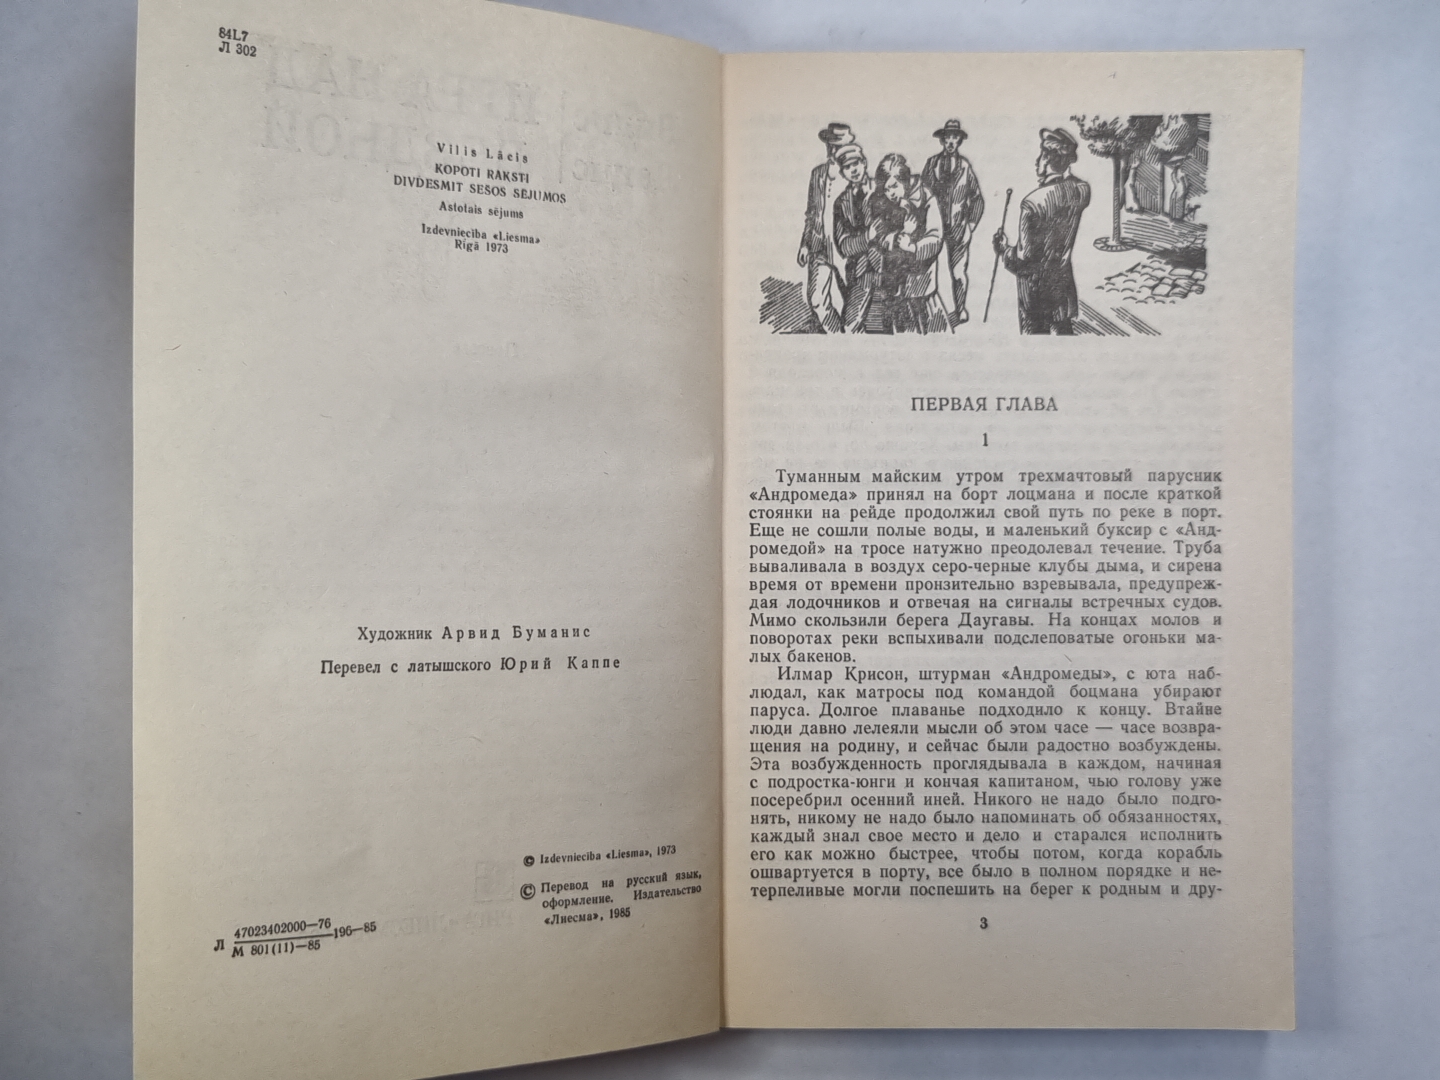 84L7
Л 302
Vilis Lācis
KOPOTI RAKSTI
DIVDESMIT SEŠOS SĒJUMOS
Astotais sējums
Izdevniecība «Liesma»
Rīgā 1973
Художник Арвид Буманис
Перевел с латышского Юрий Каппе
© Izdevniecība «Liesma», 1973
© Перевод на русский язык,
оформление. Издательство
«Лиесма», 1985
Л 47023402000—76 196—85
М 801(11)—85
ПЕРВАЯ ГЛАВА
1
Туманным майским утром трехмачтовый парусник
«Андромеда» принял на борт лоцмана и после краткой
стоянки на рейде продолжил свой путь по реке в порт.
Еще не сошли полые воды, и маленький буксир с «Анд-
ромедой» на тросе натужно преодолевал течение. Труба
вываливала в воздух серо-черные клубы дыма, и сирена
время от времени пронзительно взревывала, предупреж-
дая лодочников и отвечая на сигналы встречных судов.
Мимо скользили берега Даугавы. На концах молов и
поворотах реки вспыхивали подслеповатые огоньки ма-
лых бакенов.
Илмар Крисон, штурман «Андромеды», с юта наб-
людал, как матросы под командой боцмана убирают
паруса. Долгое плаванье подходило к концу. Втайне
люди давно лелеяли мысли об этом часе — часе возвра-
щения на родину, и сейчас были радостно возбуждены.
Эта возбужденность проглядывала в каждом, начиная
с подростка-юнги и кончая капитаном, чью голову уже
посеребрил осенний иней. Никого не надо было подго-
нять, никому не надо было напоминать об обязанностях,
каждый знал свое место и дело и старался исполнить
его как можно быстрее, чтобы потом, когда корабль
ошвартуется в порту, все было в полном порядке и не-
терпеливые могли поспешить на берег к родным и дру-
3